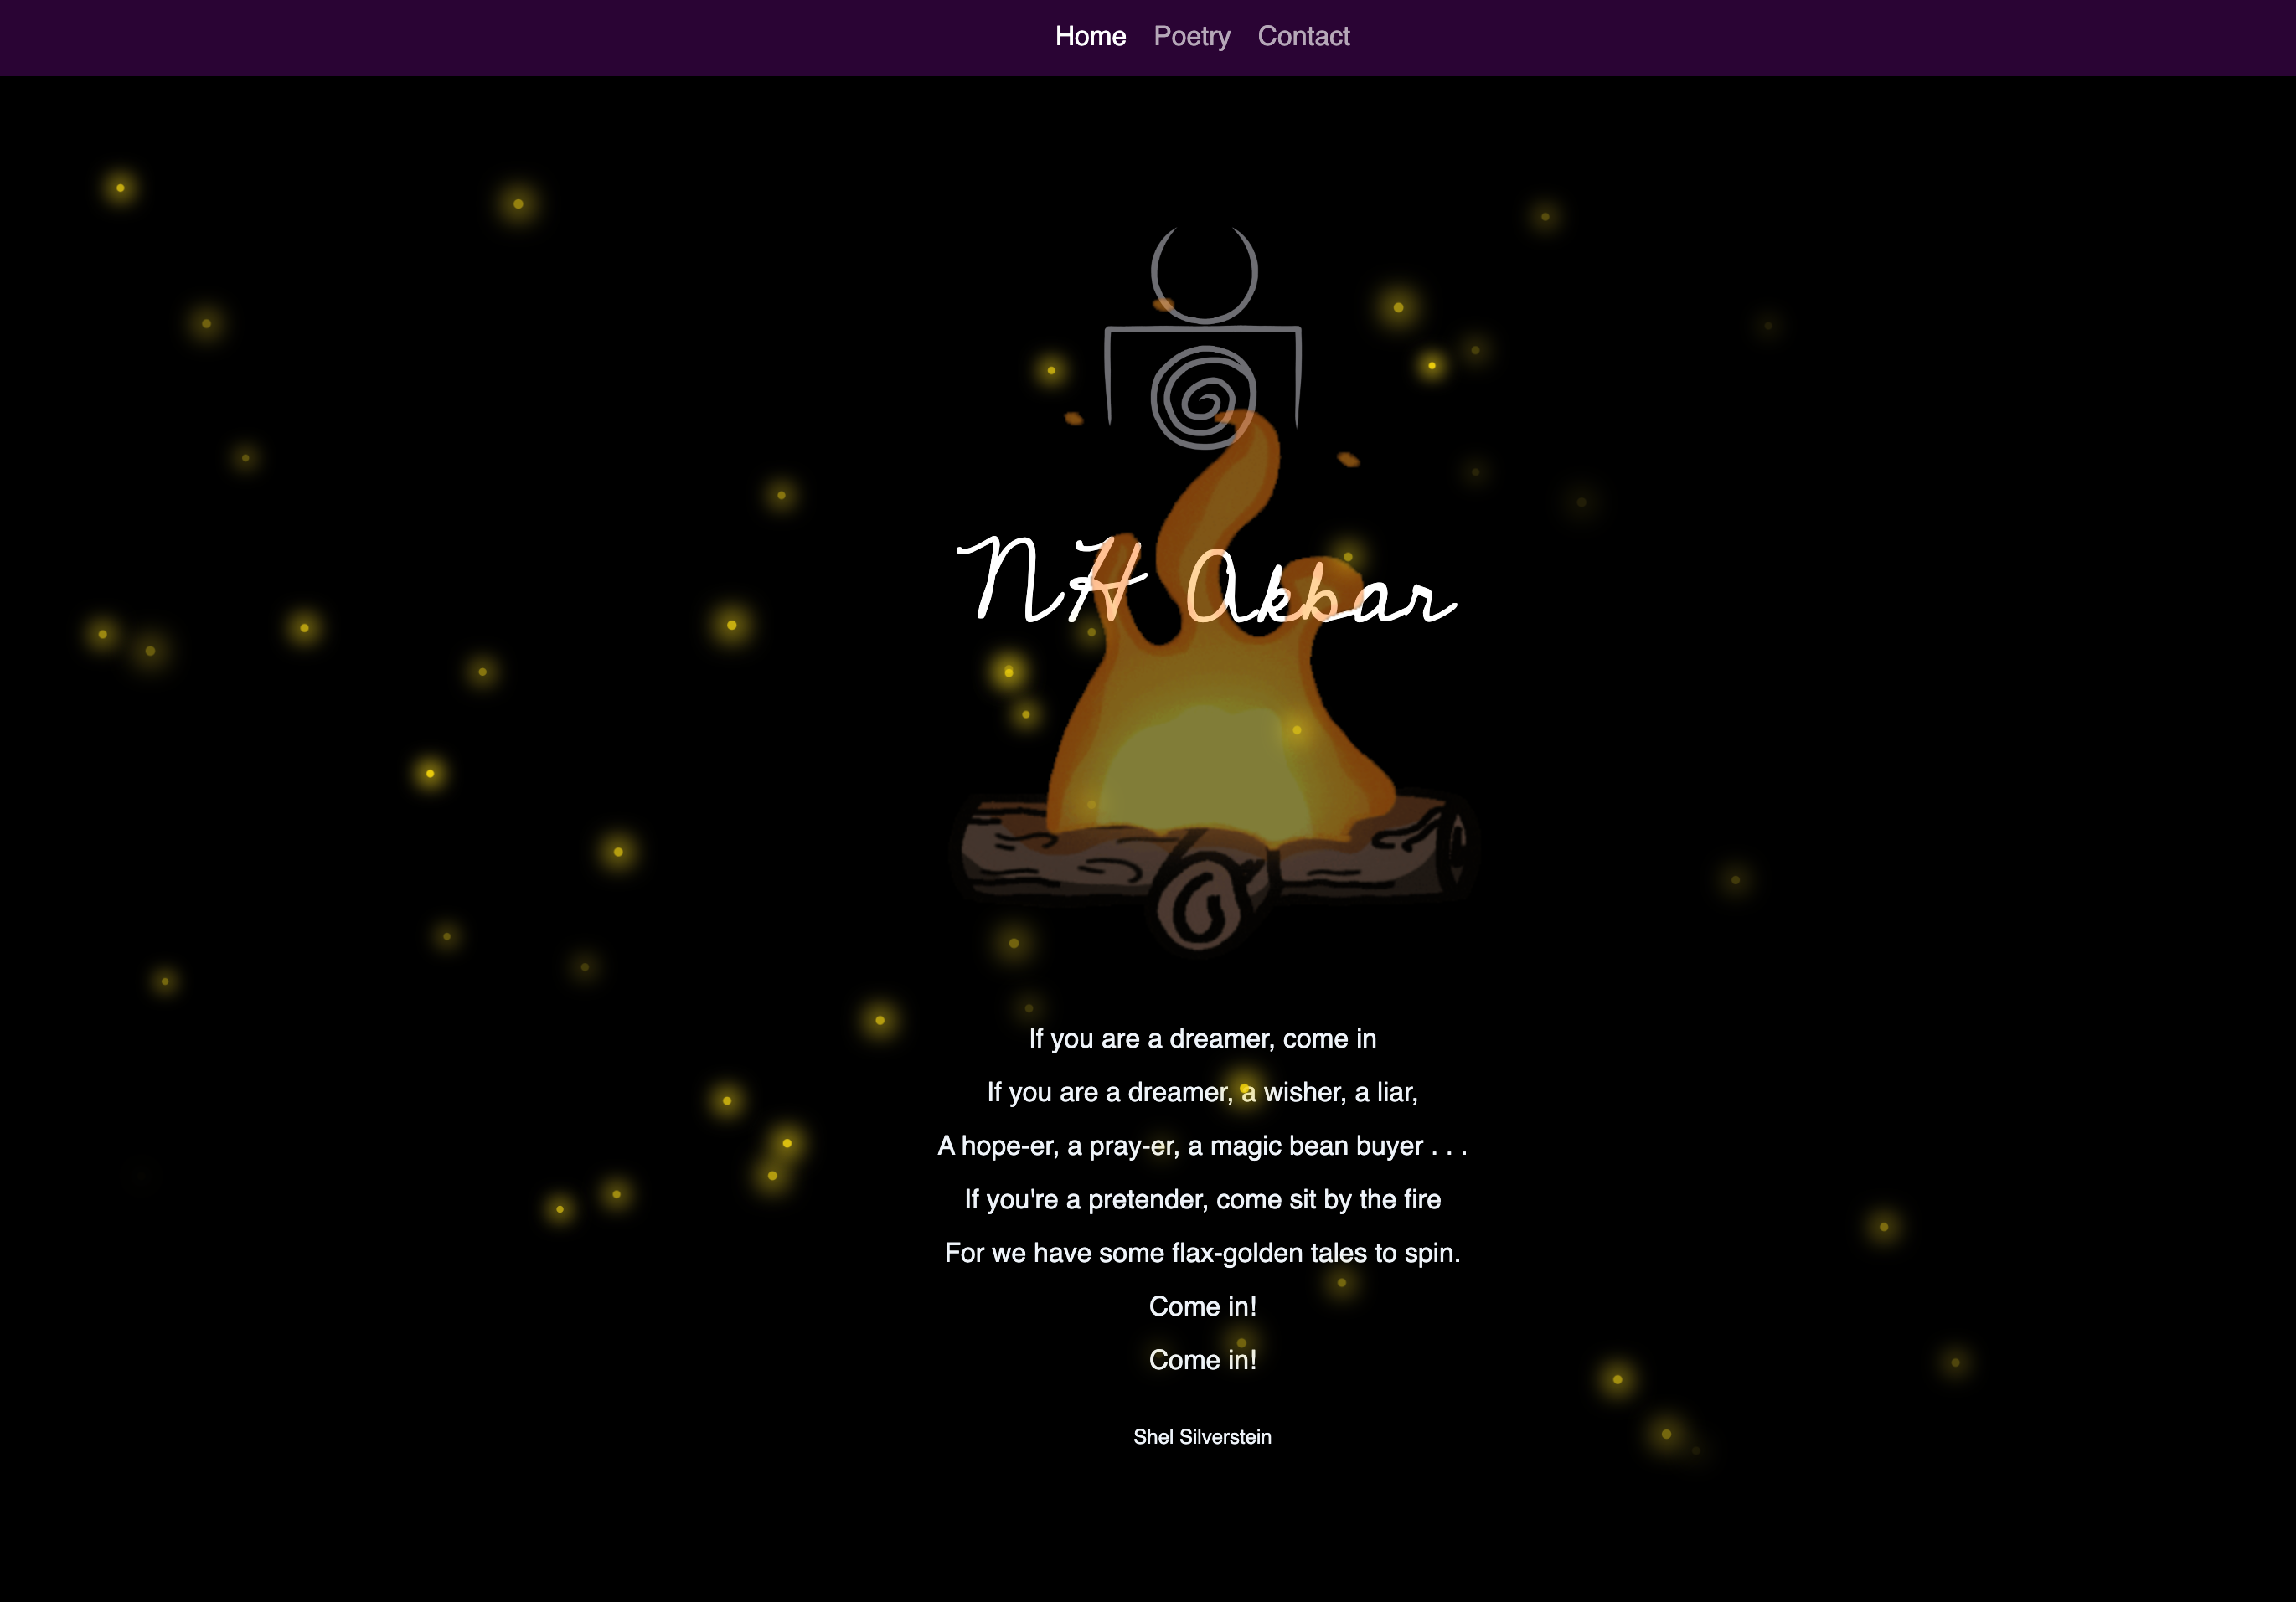 Home Poetry Contact
NH Akbar
If you are a dreamer, come in
If you are a dreamer, a wisher, a liar,
A hope-er, a pray-er, a magic bean buyer . . .
If you're a pretender, come sit by the fire
For we have some flax-golden tales to spin.
Come in!
Come in!
Shel Silverstein